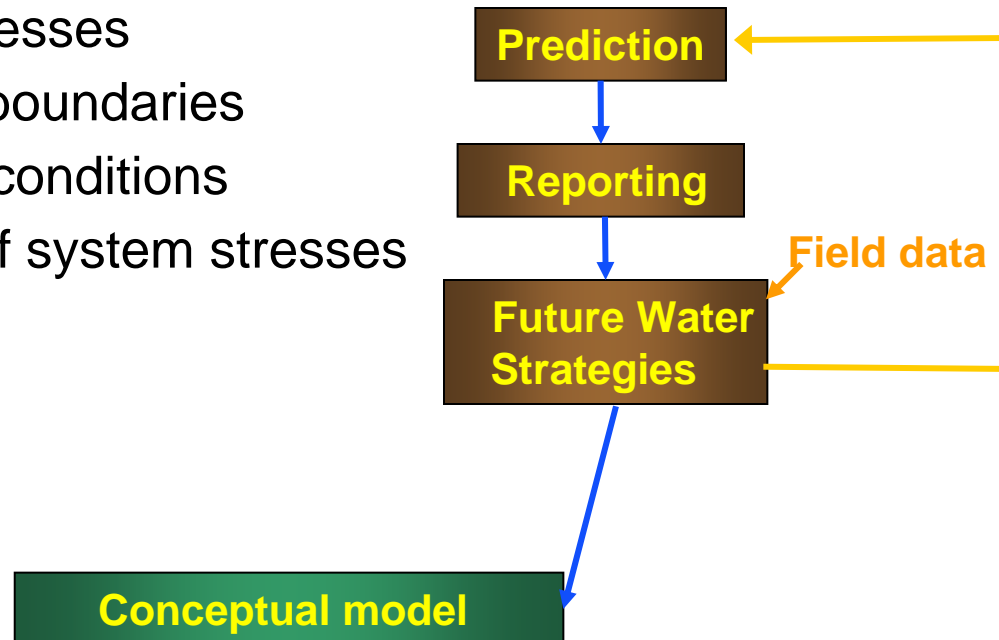 esses
boundaries
conditions
f system stresses
Prediction
Reporting
Field data
Future Water
Strategies
Conceptual model